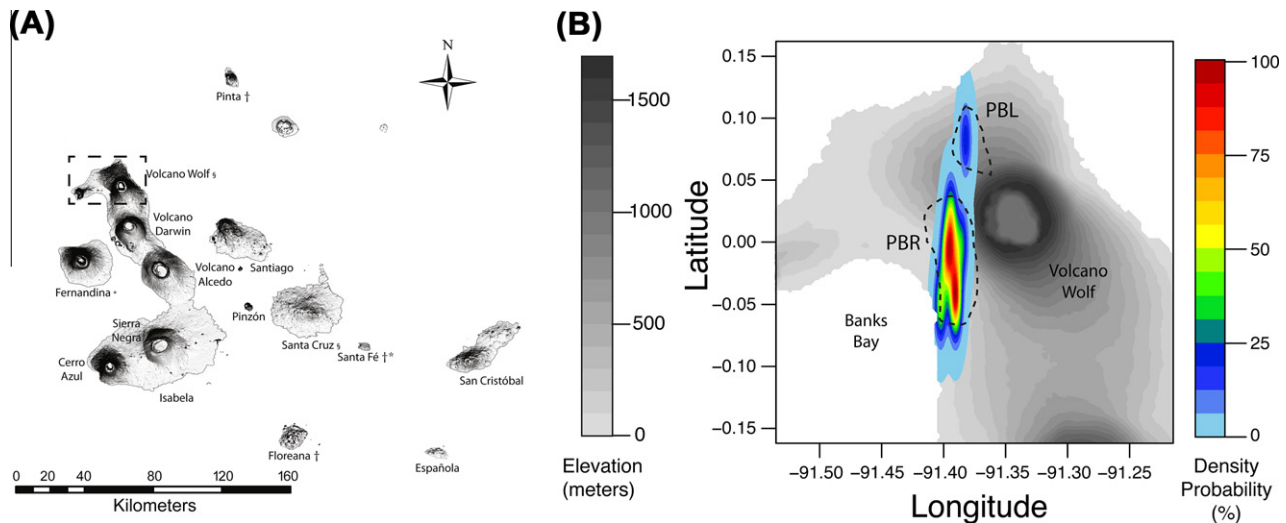 (A)
N
Pinta †
Volcano Wolf §
Volcano
Darwin
Fernandina *
Volcano
Alcedo
Santiago
Pinzón
Sierra
Negra
Santa Cruz §
Santa Fé †*
Cerro
Azul
San Cristóbal
Isabela
Floreana †
Española
0 40 80 120 160
Kilometers
1500
1000
500
0
Elevation
(meters)
(B)
Latitude
0.15
0.10
0.05
0.00
−0.05
−0.10
−0.15
PBL
PBR
Volcano
Wolf
Banks
Bay
−91.50 −91.45 −91.40 −91.35 −91.30 −91.25
Longitude
100
75
50
25
0
Density
Probability
(%)